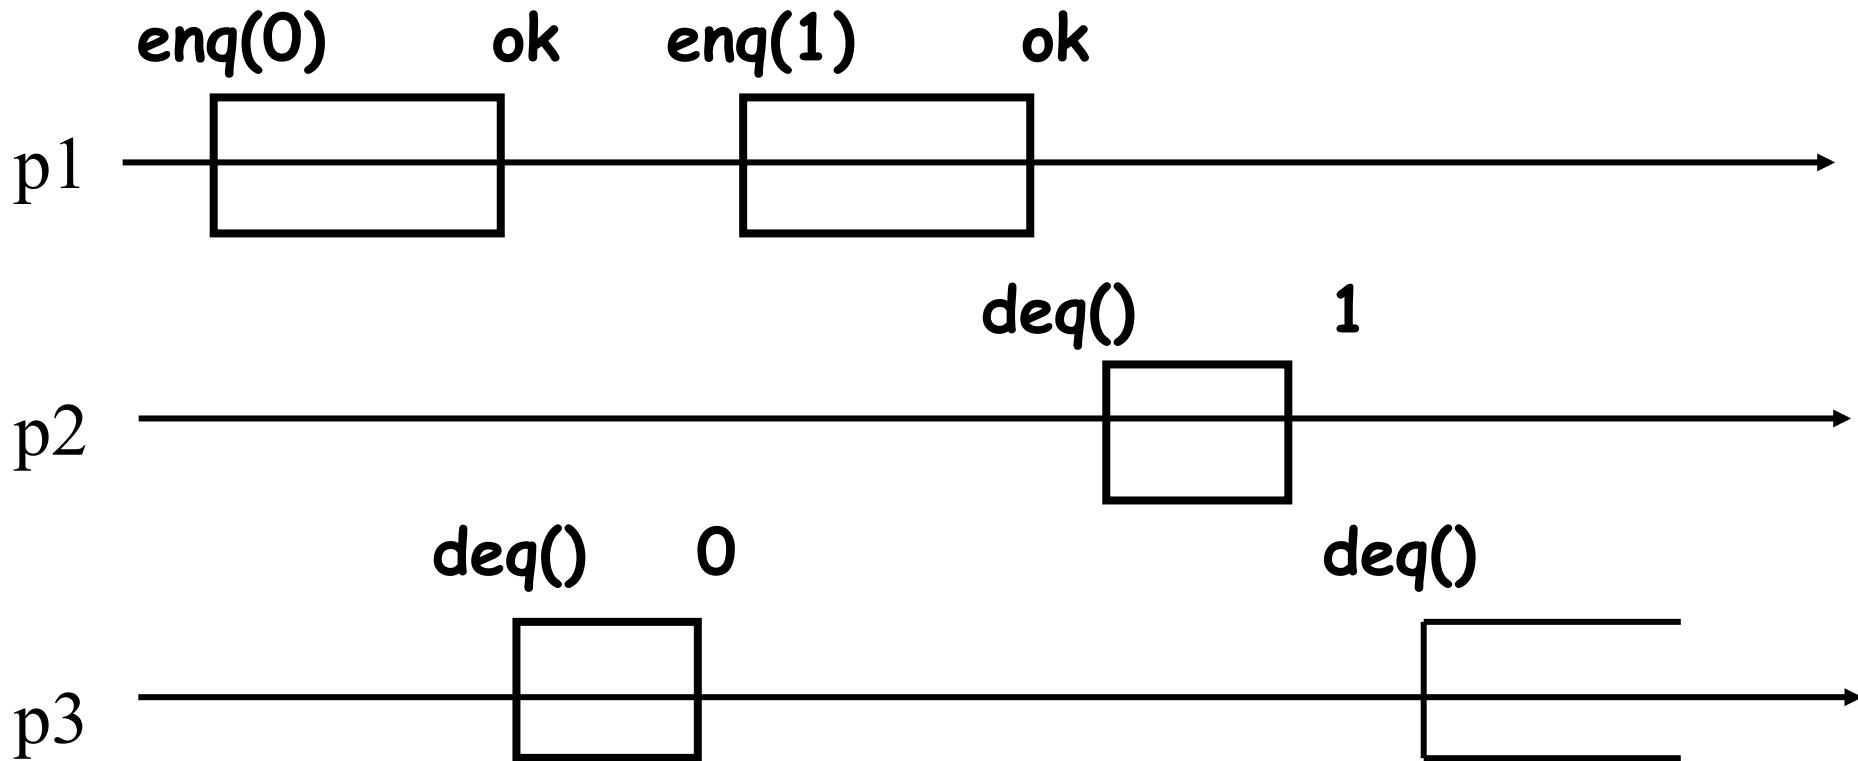 enq(0) ok enq(1) ok
p1
deq() 1
p2
deq() 0 deq()
p3